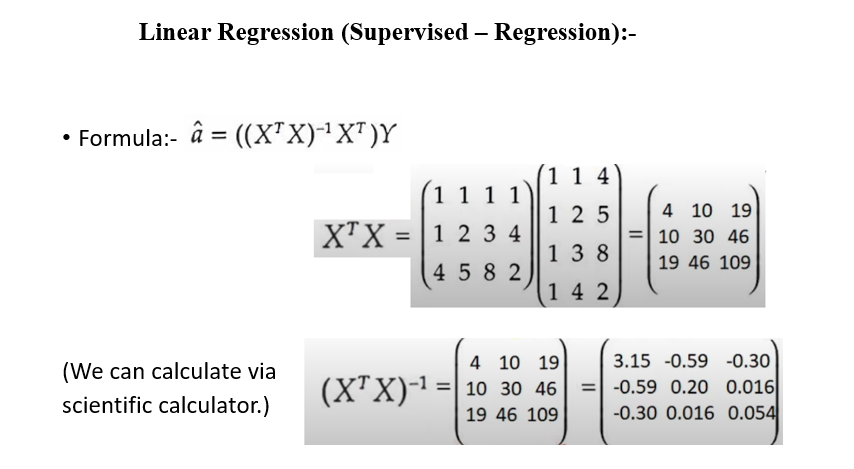 Linear Regression (Supervised – Regression):-
• Formula:- â = ((XᵀX)⁻¹Xᵀ)Y
XᵀX = (1 1 1 1 (1 1 4
1 2 3 4 1 2 5
4 5 8 2) 1 3 8
1 4 2)
= (4 10 19
10 30 46
19 46 109)
(We can calculate via
scientific calculator.)
(XᵀX)⁻¹ = (4 10 19
10 30 46
19 46 109)
= (3.15 -0.59 -0.30
-0.59 0.20 0.016
-0.30 0.016 0.054)